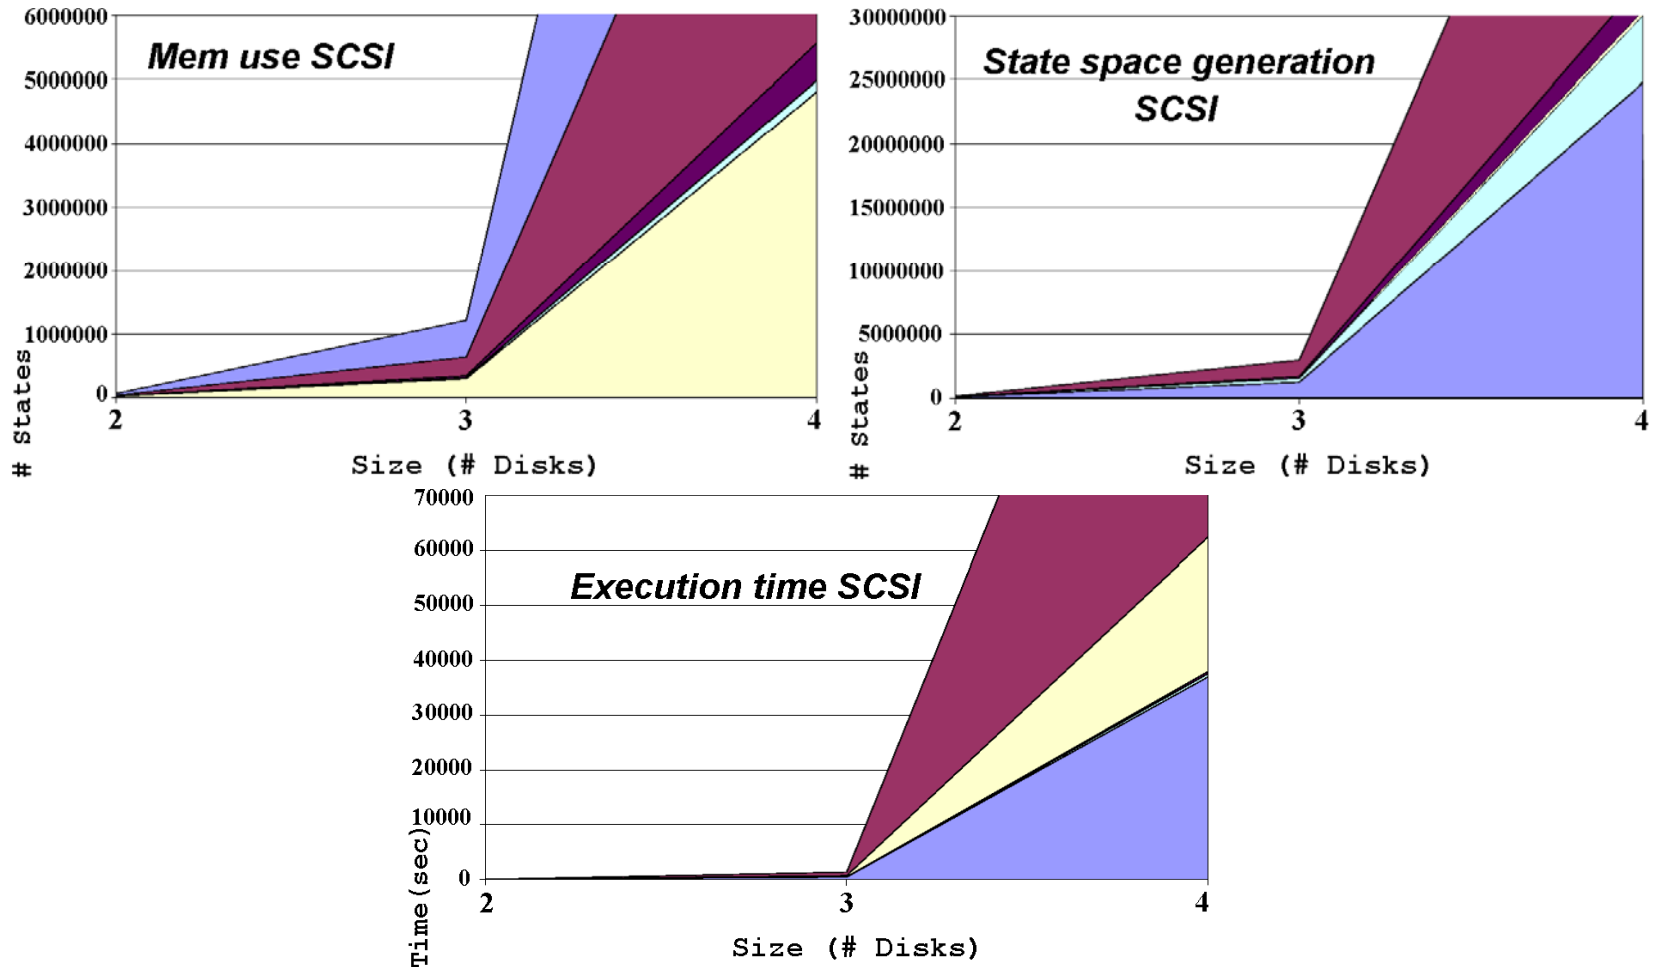 Mem use SCSI
6000000
5000000
4000000
3000000
2000000
1000000
0
# States
2 3 4
Size (# Disks)
State space generation
SCSI
30000000
25000000
20000000
15000000
10000000
5000000
0
# States
2 3 4
Size (# Disks)
Execution time SCSI
70000
60000
50000
40000
30000
20000
10000
0
Time(sec)
2 3 4
Size (# Disks)